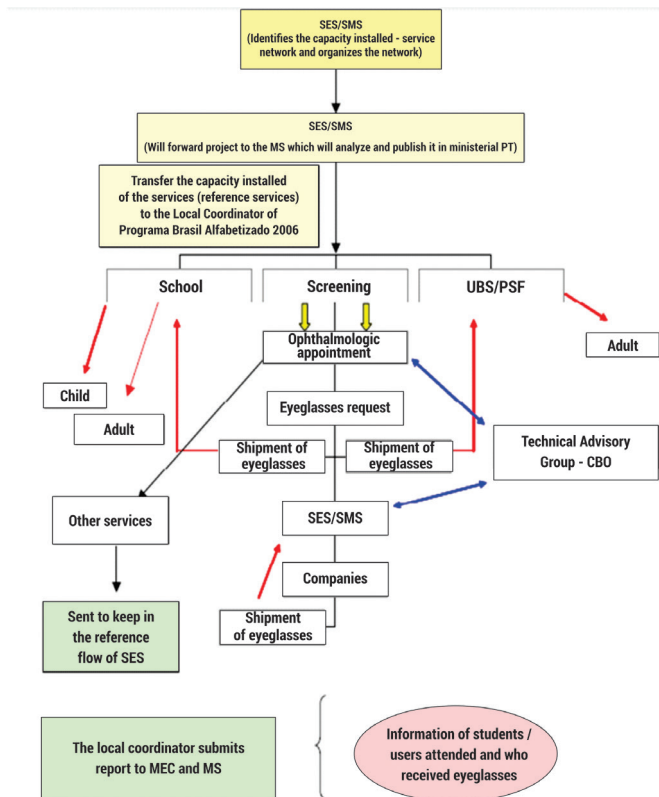 SES/SMS
(Identifies the capacity installed - service
network and organizes the network)
SES/SMS
(Will forward project to the MS which will analyze and publish it in ministerial PT)
Transfer the capacity installed
of the services (reference services)
to the Local Coordinator of
Programa Brasil Alfabetizado 2006
School
Screening
UBS/PSF
Ophthalmologic
appointment
Adult
Child
Adult
Eyeglasses request
Shipment of
eyeglasses
Shipment of
eyeglasses
Technical Advisory
Group - CBO
Other services
SES/SMS
Companies
Shipment
of eyeglasses
Sent to keep in
the reference
flow of SES
The local coordinator submits
report to MEC and MS
Information of students /
users attended and who
received eyeglasses